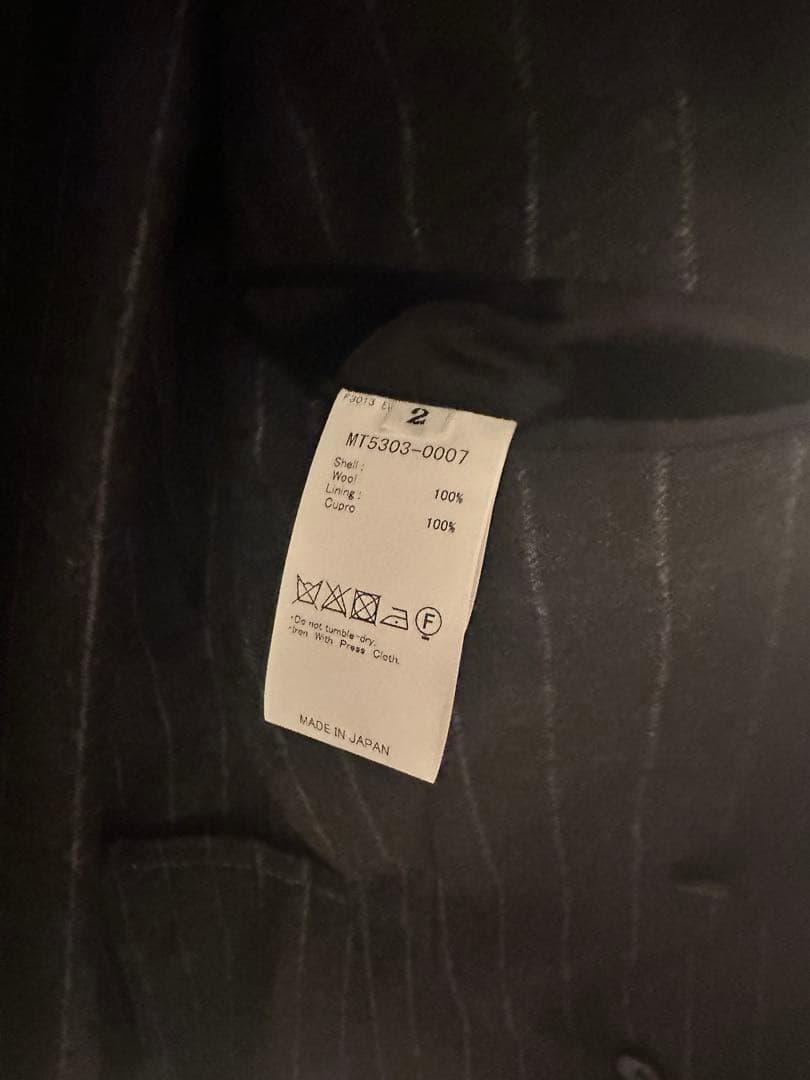 F3013
2
MT5303-0007
Shell:
Wool 100%
Lining:
Cupro 100%
F
*Do not tumble-dry.
*Iron With Press Cloth.
MADE IN JAPAN